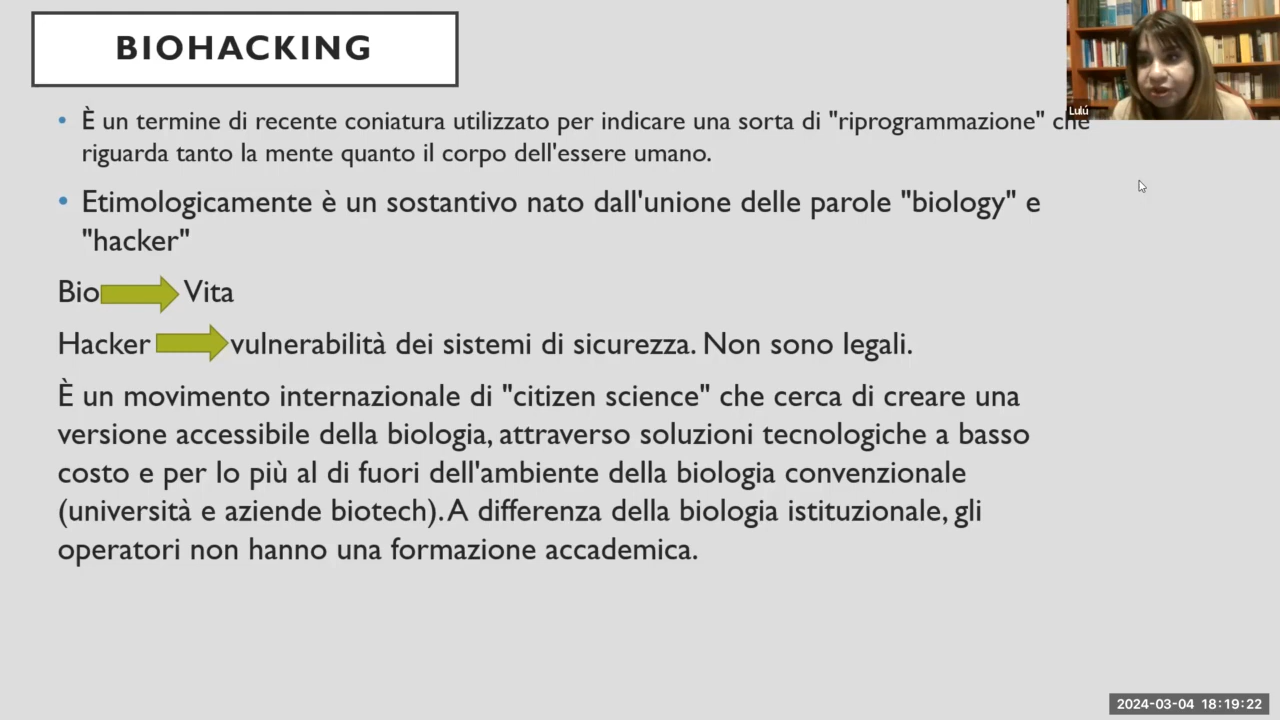 BIOHACKING
È un termine di recente coniatura utilizzato per indicare una sorta di "riprogrammazione" che
riguarda tanto la mente quanto il corpo dell'essere umano.
Etimologicamente è un sostantivo nato dall'unione delle parole "biology" e
"hacker"
Bio Vita
Hacker vulnerabilità dei sistemi di sicurezza. Non sono legali.
È un movimento internazionale di "citizen science" che cerca di creare una
versione accessibile della biologia, attraverso soluzioni tecnologiche a basso
costo e per lo più al di fuori dell'ambiente della biologia convenzionale
(università e aziende biotech). A differenza della biologia istituzionale, gli
operatori non hanno una formazione accademica.
Lulú
2024-03-04 18:19:22